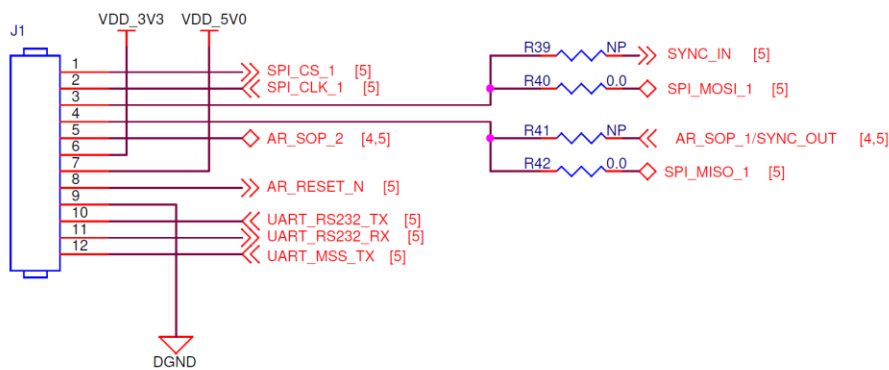 VDD_3V3 VDD_5V0
J1
R39 NP SYNC_IN [5]
1 SPI_CS_1 [5]
2 SPI_CLK_1 [5] R40 0.0 SPI_MOSI_1 [5]
3
4
5 AR_SOP_2 [4,5] R41 NP AR_SOP_1/SYNC_OUT [4,5]
6
7 R42 0.0 SPI_MISO_1 [5]
8 AR_RESET_N [5]
9
10 UART_RS232_TX [5]
11 UART_RS232_RX [5]
12 UART_MSS_TX [5]
DGND